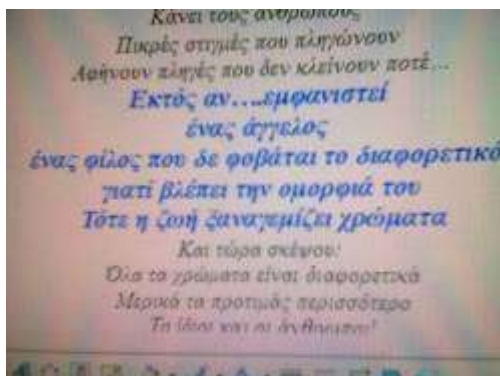 Κάνει τους ανθρώπους
Πικρές στιγμές που πληγώνουν
Αφήνουν πληγές που δεν κλείνουν ποτέ…
Εκτός αν….εμφανιστεί
ένας άγγελος
ένας φίλος που δε φοβάται το διαφορετικό
γιατί βλέπει την ομορφιά του
Τότε η ζωή ξαναγεμίζει χρώματα
Και τώρα σκέψου:
Όλα τα χρώματα είναι διαφορετικά
Μερικά τα προτιμάς περισσότερο
Το ίδιο και οι άνθρωποι!